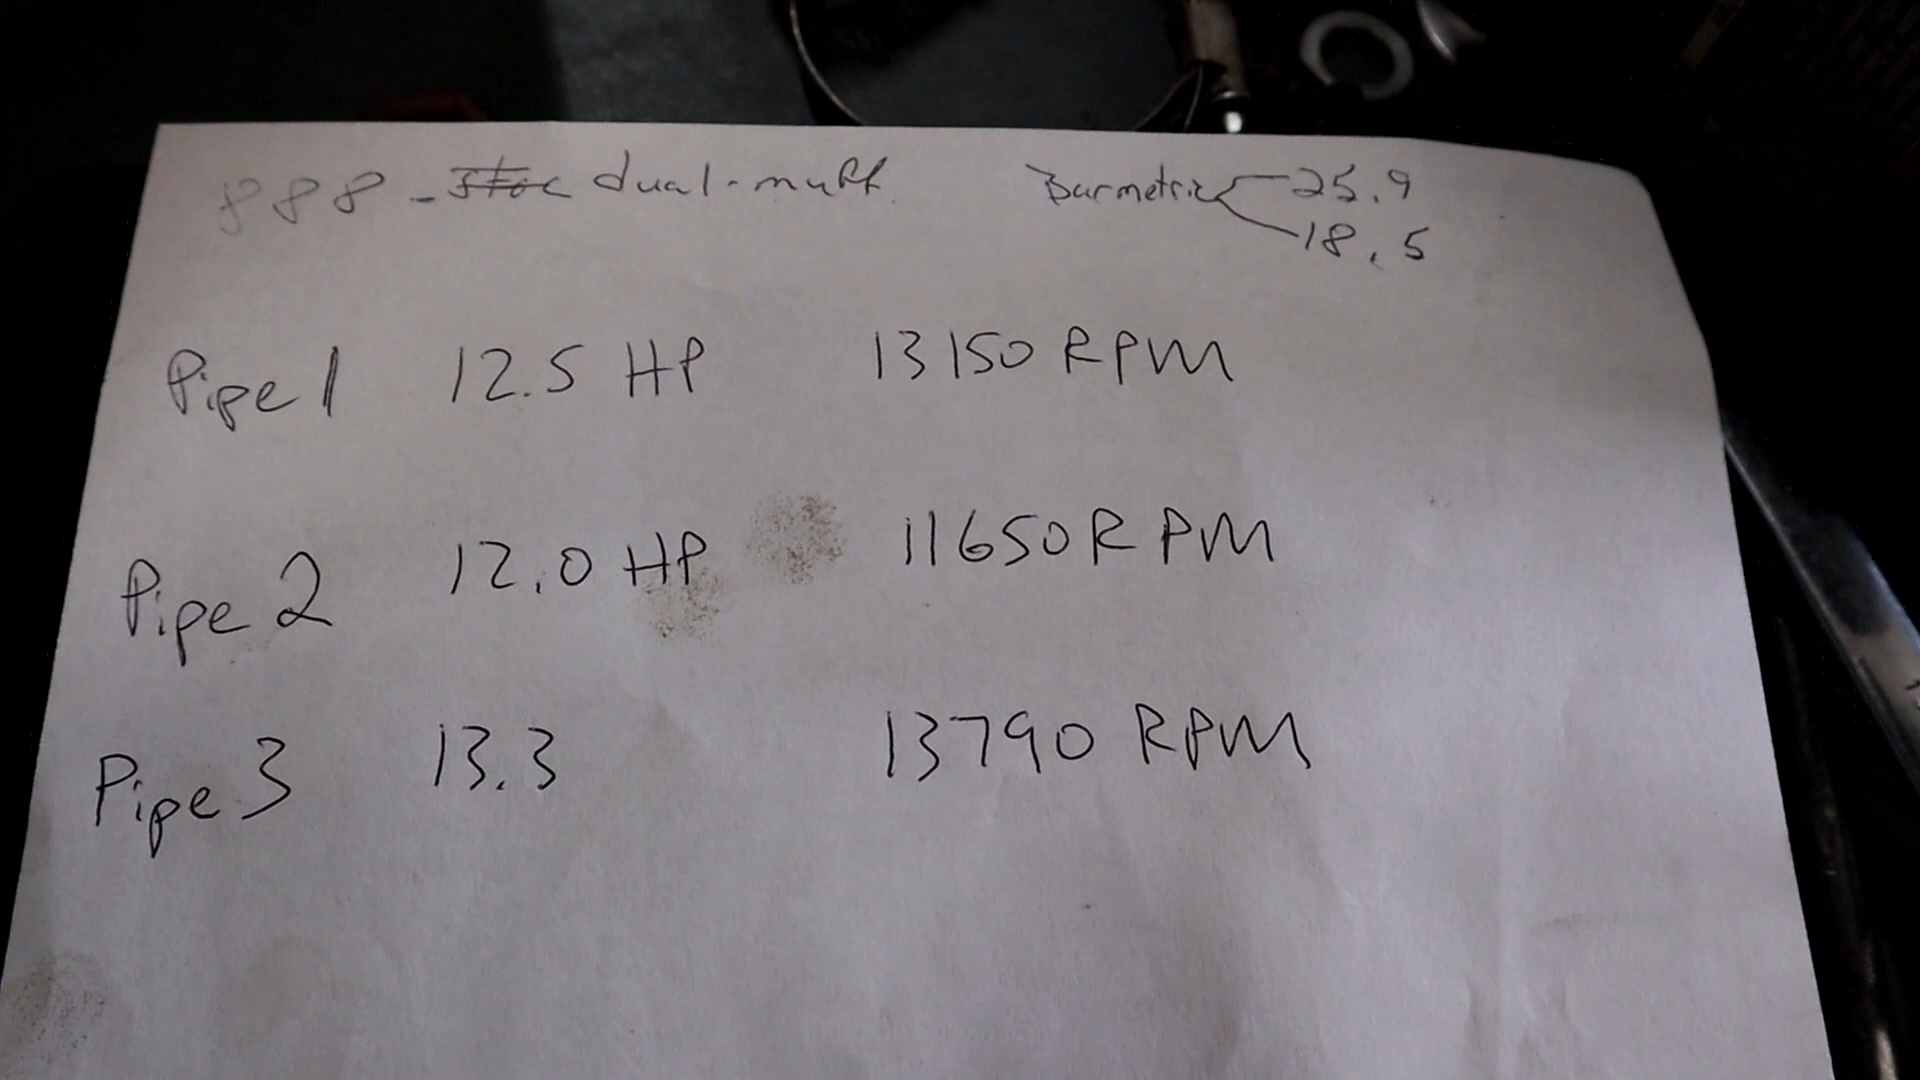 888 - stoc dual-muff Barmetric 25.9
18.5
Pipe 1 12.5 HP 13150 RPM
Pipe 2 12.0 HP 11650 RPM
Pipe 3 13.3 13790 RPM